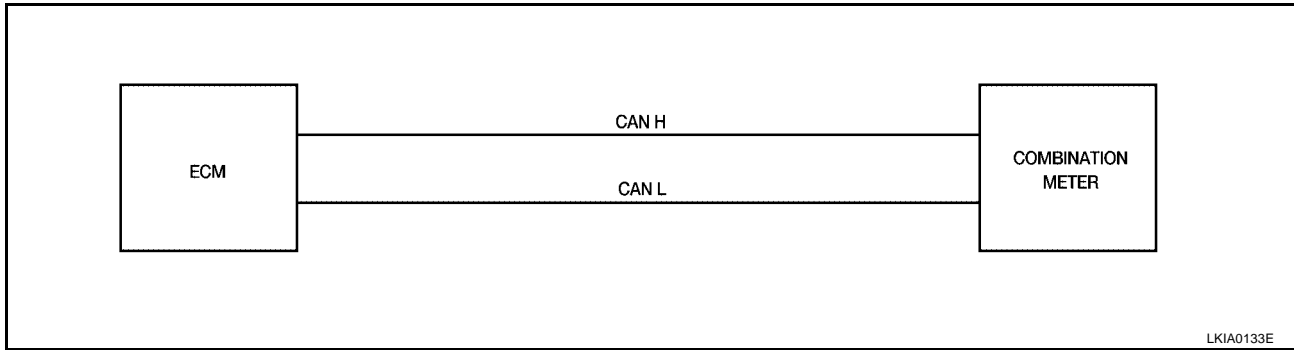 CAN H
ECM
COMBINATION
METER
CAN L
LKIA0133E